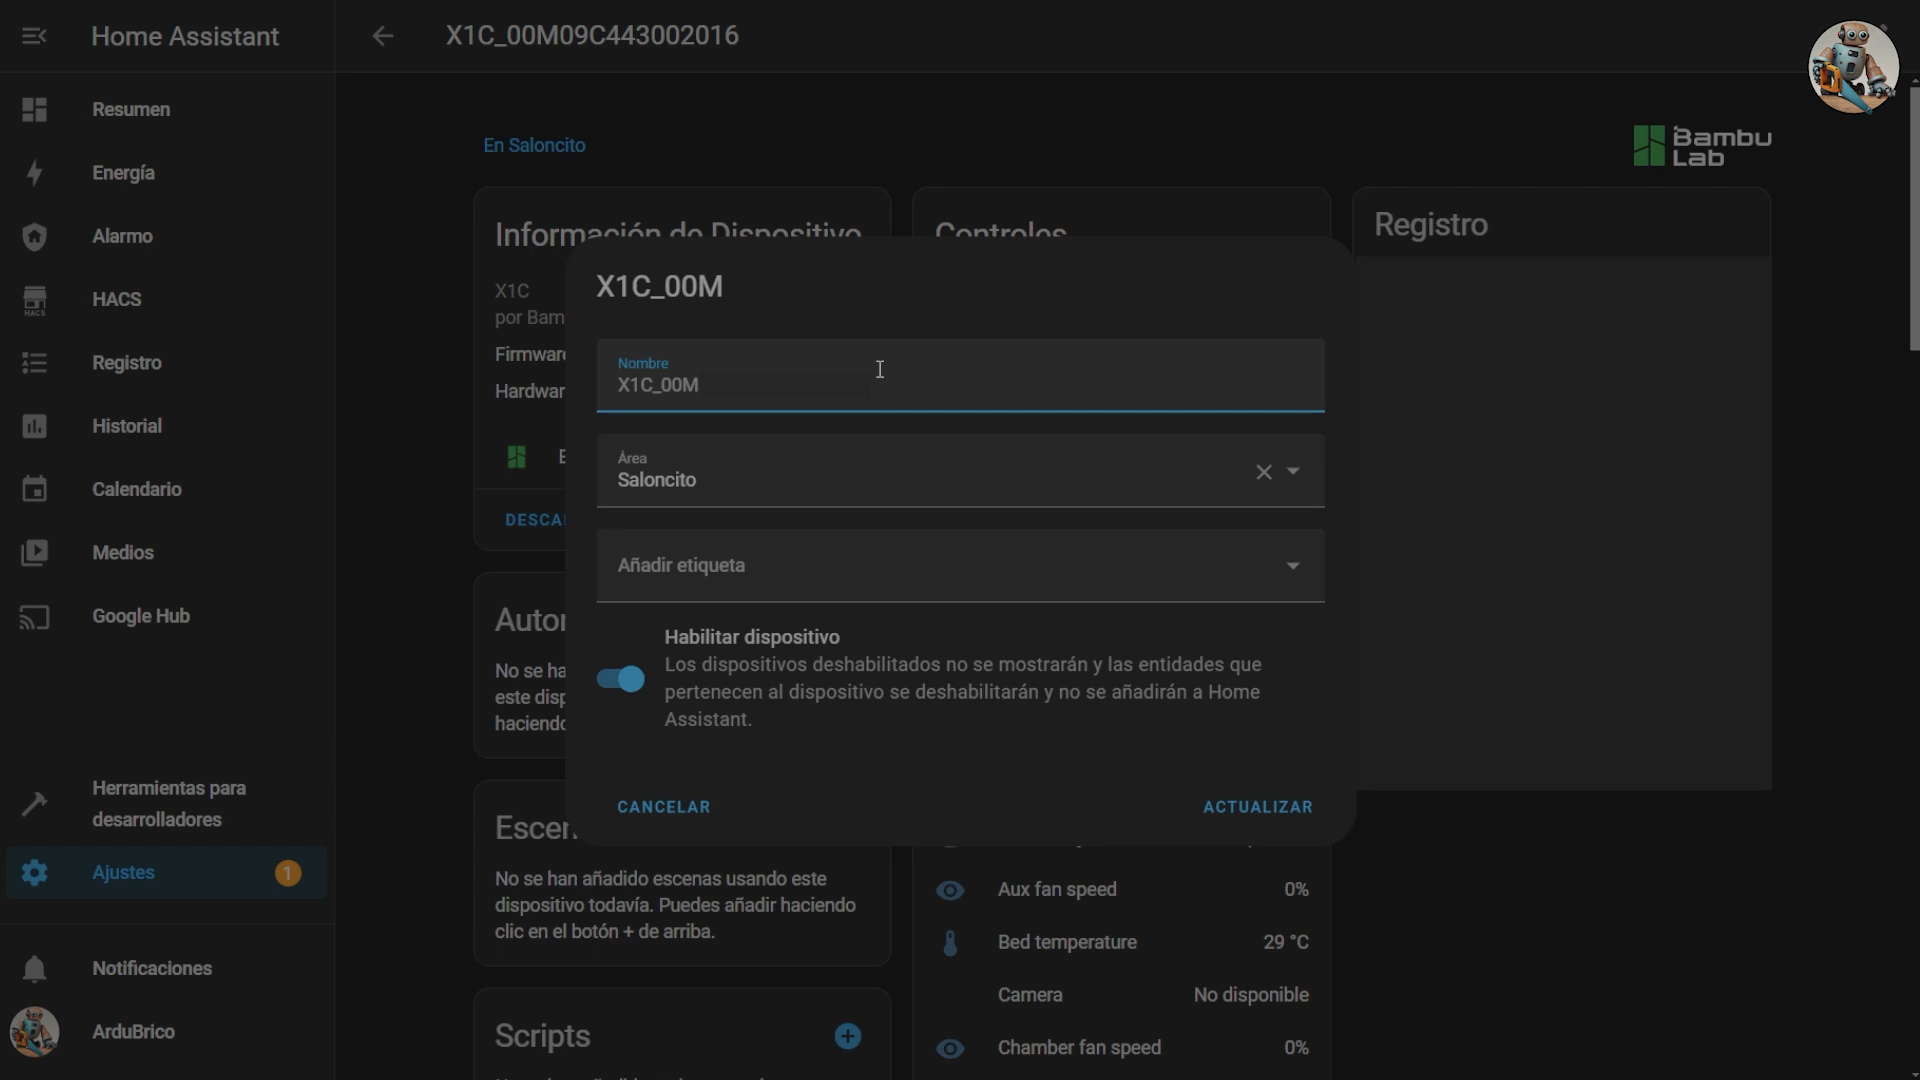 Home Assistant
X1C_00M09C443002016
Resumen
Energía
Alarmo
HACS
HACS
Registro
Historial
Calendario
Medios
Google Hub
Herramientas para
desarrolladores
Ajustes
1
Notificaciones
ArduBrico
En Saloncito
Bambu
Lab
Información de Dispositivo
X1C
por Bam
Firmware
Hardwar
DESCA
Controles
Registro
X1C_00M
Nombre
X1C_00M
Área
Saloncito
Añadir etiqueta
Habilitar dispositivo
Los dispositivos deshabilitados no se mostrarán y las entidades que
pertenecen al dispositivo se deshabilitarán y no se añadirán a Home
Assistant.
CANCELAR
ACTUALIZAR
No se ha
este disp
haciendo
No se han añadido escenas usando este
dispositivo todavía. Puedes añadir haciendo
clic en el botón + de arriba.
Scripts
Aux fan speed 0%
Bed temperature 29 °C
Camera No disponible
Chamber fan speed 0%